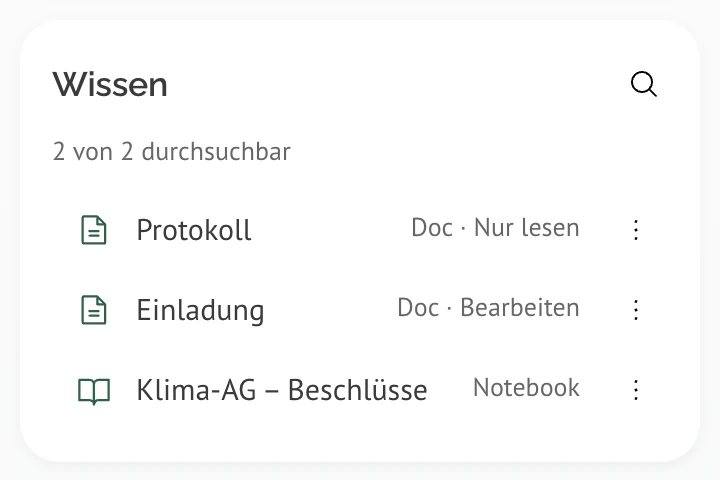 Wissen
2 von 2 durchsuchbar
Protokoll Doc · Nur lesen
Einladung Doc · Bearbeiten
Klima-AG – Beschlüsse Notebook